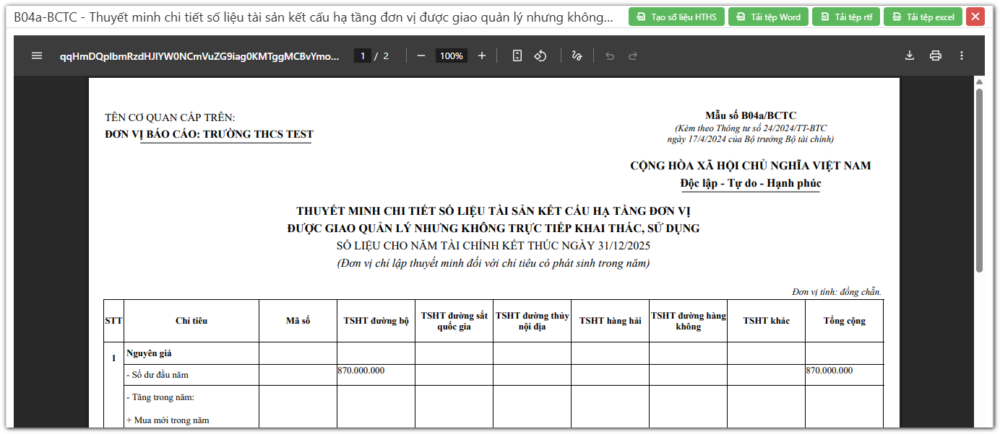 B04a-BCTC - Thuyết minh chi tiết số liệu tài sản kết cấu hạ tầng đơn vị được giao quản lý nhưng không...
Tạo số liệu HTHS
Tải tệp Word
Tải tệp rtf
Tải tệp excel
qqHmDQplbmRzdHJlYW0NCmVuZG9iag0KMTggMCBvYmo...
1 / 2
100%
TÊN CƠ QUAN CẤP TRÊN:
ĐƠN VỊ BÁO CÁO: TRƯỜNG THCS TEST
Mẫu số B04a/BCTC
(Kèm theo Thông tư số 24/2024/TT-BTC
ngày 17/4/2024 của Bộ trưởng Bộ tài chính)
CỘNG HÒA XÃ HỘI CHỦ NGHĨA VIỆT NAM
Độc lập - Tự do - Hạnh phúc
THUYẾT MINH CHI TIẾT SỐ LIỆU TÀI SẢN KẾT CẤU HẠ TẦNG ĐƠN VỊ
ĐƯỢC GIAO QUẢN LÝ NHƯNG KHÔNG TRỰC TIẾP KHAI THÁC, SỬ DỤNG
SỐ LIỆU CHO NĂM TÀI CHÍNH KẾT THÚC NGÀY 31/12/2025
(Đơn vị chỉ lập thuyết minh đối với chỉ tiêu có phát sinh trong năm)
Đơn vị tính: đồng chẵn.
STT
Chỉ tiêu
Mã số
TSHT đường bộ
TSHT đường sắt
quốc gia
TSHT đường thủy
nội địa
TSHT hàng hải
TSHT đường hàng
không
TSHT khác
Tổng cộng
1
Nguyên giá
- Số dư đầu năm
870.000.000
870.000.000
- Tăng trong năm:
+ Mua mới trong năm